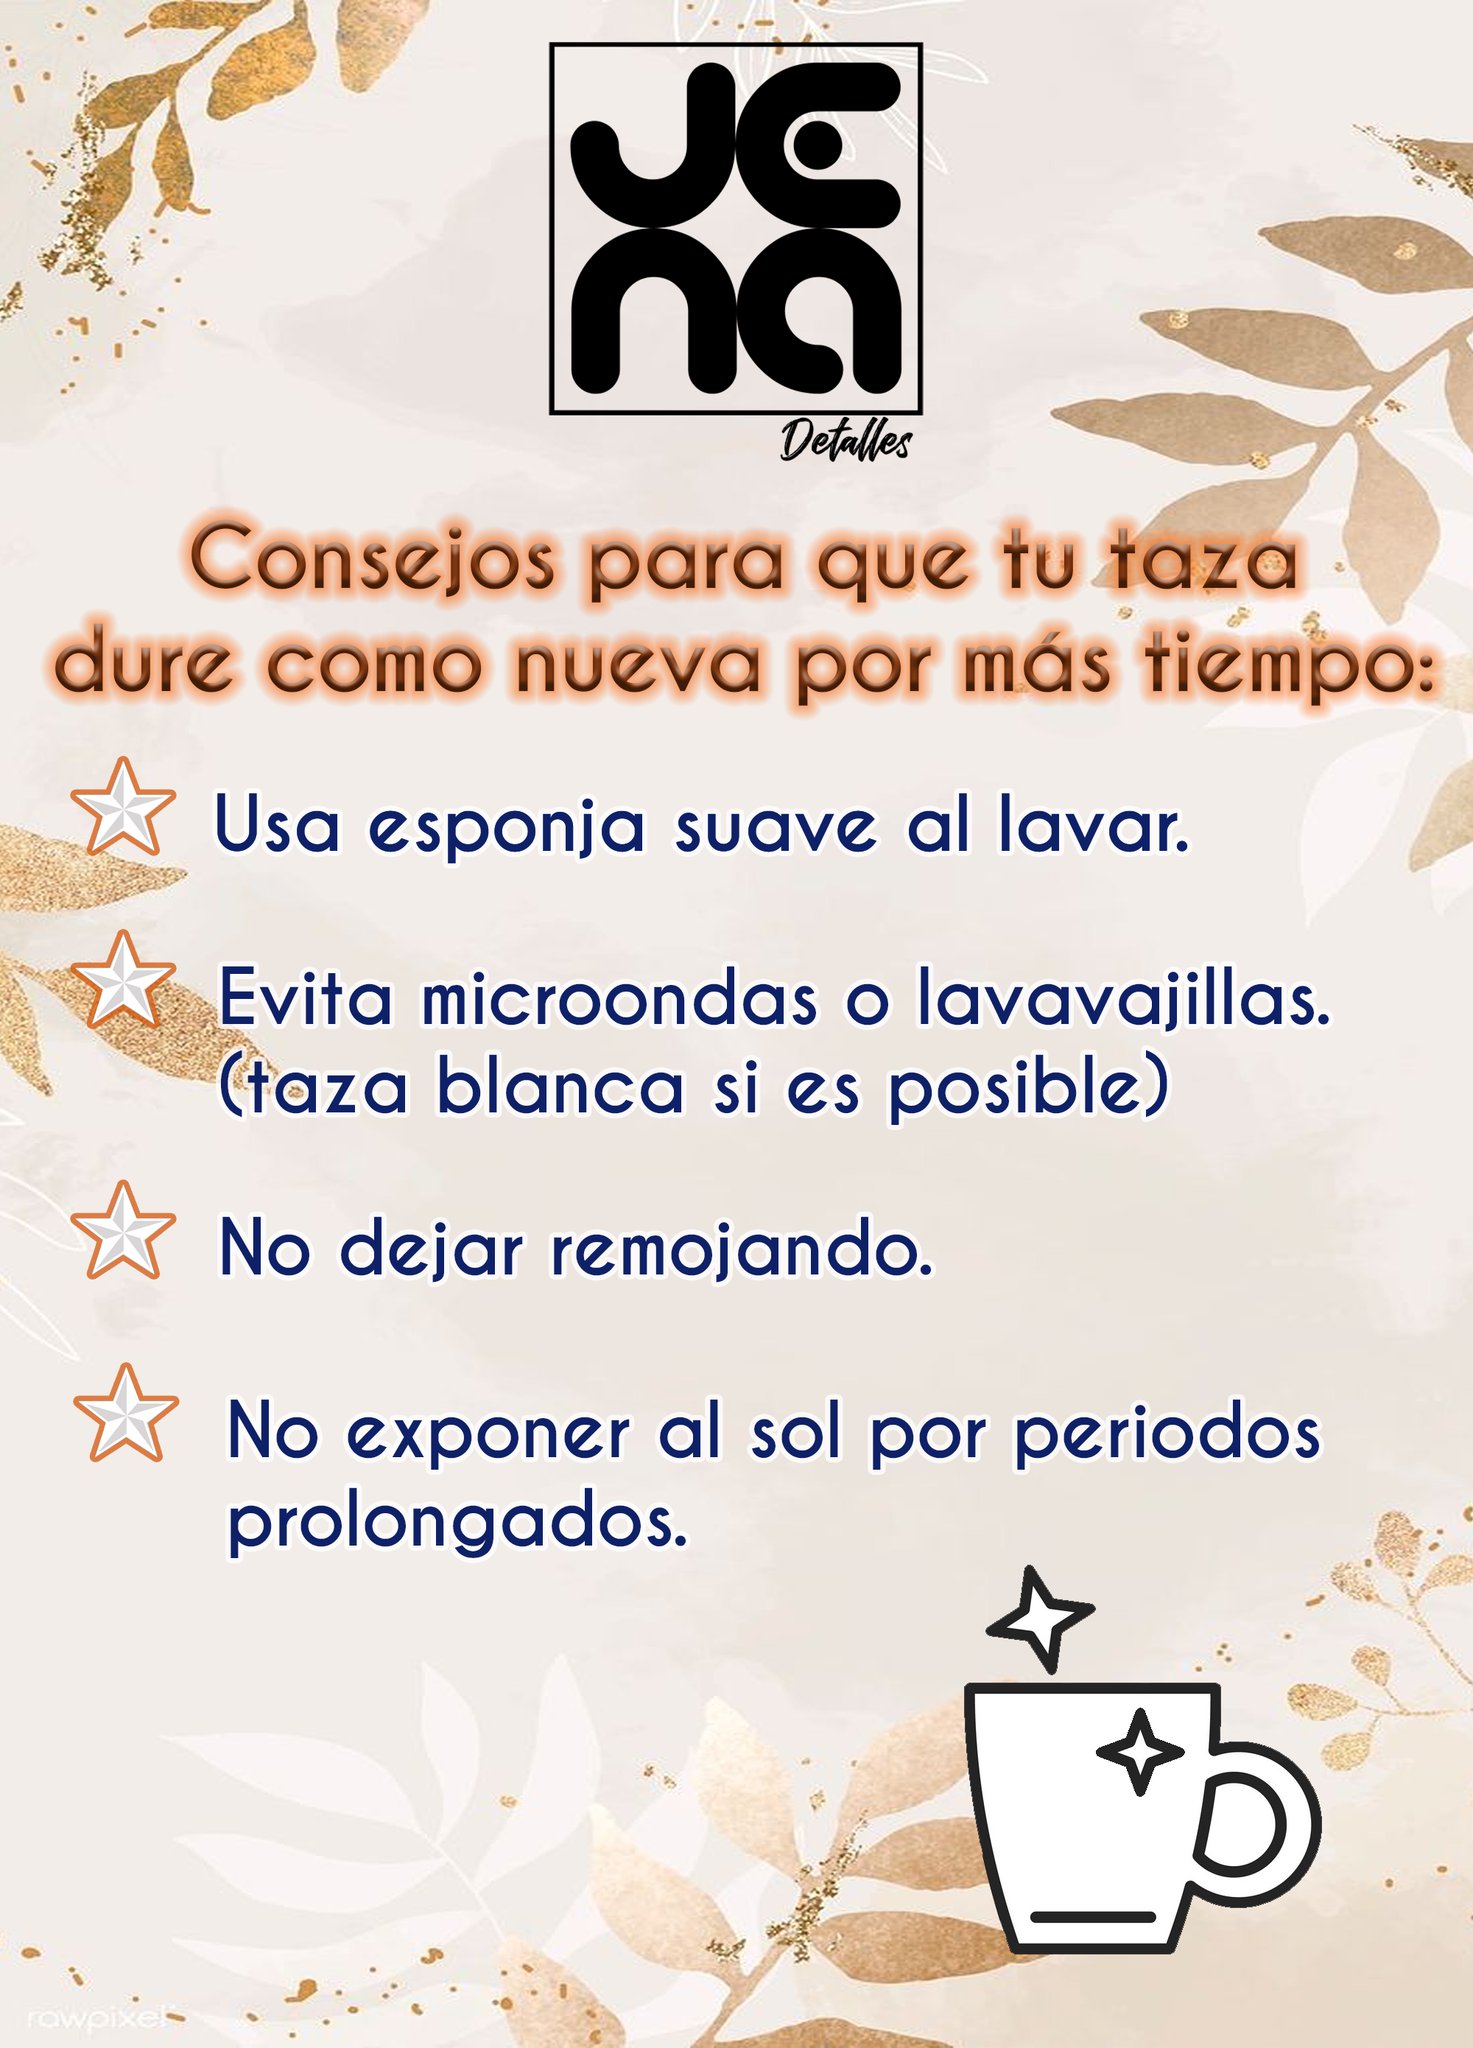 JE
na
Detalles
Consejos para que tu taza
dure como nueva por más tiempo:
Usa esponja suave al lavar.
Evita microondas o lavavajillas.
(taza blanca si es posible)
No dejar remojando.
No exponer al sol por periodos
prolongados.
rawpixel